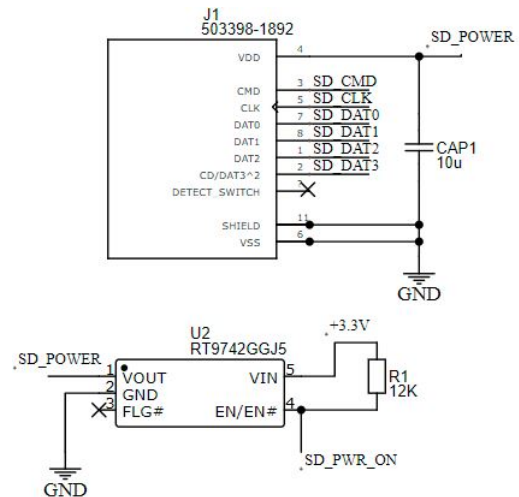 J1
503398-1892
SD_POWER
VDD 4
CMD 3 SD_CMD
CLK 5 SD_CLK
DAT0 7 SD_DAT0
DAT1 8 SD_DAT1
DAT2 1 SD_DAT2
CD/DAT3^2 2 SD_DAT3
DETECT_SWITCH
CAP1
10u
SHIELD 11
VSS 6
GND
U2
RT9742GGJ5
+3.3V
SD_POWER
1 VOUT VIN 5
2 GND
3 FLG# EN/EN# 4
R1
12K
SD_PWR_ON
GND